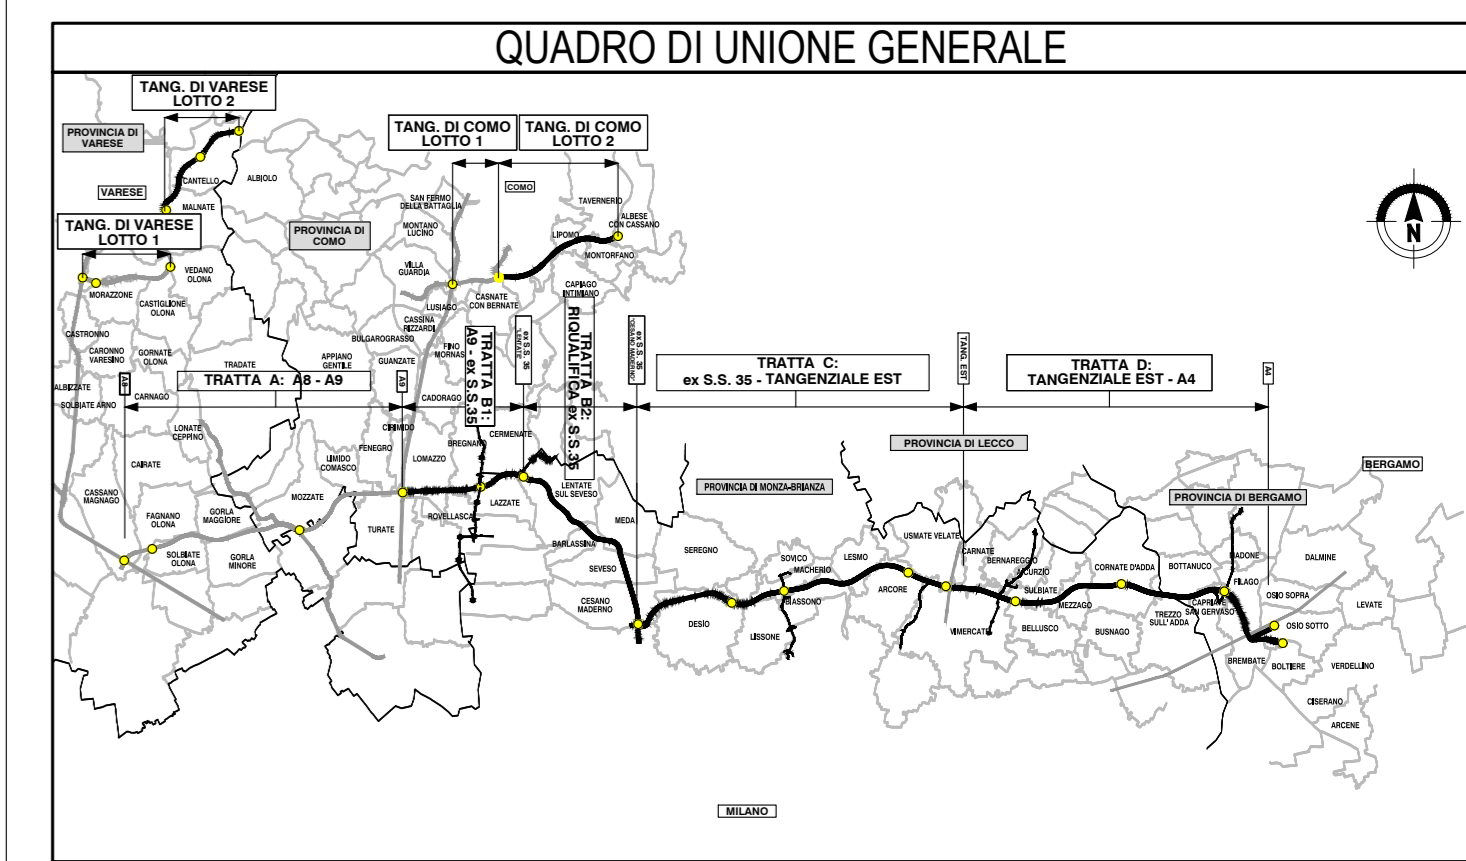 QUADRO DI UNIONE GENERALE
TANG. DI VARESE
LOTTO 2
PROVINCIA DI
VARESE
VARESE
CANTELLO
ALBIOLO
MALNATE
TANG. DI VARESE
LOTTO 1
VEDANO
OLONA
MORAZZONE
CASTIGLIONE
OLONA
PROVINCIA DI
COMO
TANG. DI COMO
LOTTO 1
TANG. DI COMO
LOTTO 2
COMO
SAN FERMO
DELLA BATTAGLIA
MONTANO
LUCINO
VILLA
GUARDIA
TAVERNERIO
ALBESE
CON CASSANO
LIPOMO
MONTORFANO
CAPIAGO
INTIMIANO
LUSIAGO
CASNATE
CON BERNATE
CASSINA
RIZZARDI
BULGAROGRASSO
FINO
MORNAS
GUANZATE
APPIANO
GENTILE
CASTRONNO
CARONNO
VARESINO
GORNATE
OLONA
TRADATE
ALBIZZATE
SOLBIATE ARNO
CARNAGO
A8
TRATTA A: A8 - A9
A9
CADORAGO
TRATTA B1:
A9 - ex S.S.35
ex S.S. 35
"LENTATE"
TRATTA B2:
RIQUALIFICA ex S.S.35
ex S.S. 35
"CESANO MADERNO"
TRATTA C:
ex S.S. 35 - TANGENZIALE EST
TANG. EST
TRATTA D:
TANGENZIALE EST - A4
A4
N
LONATE
CEPPINO
CIRIMIDO
FENEGRO
LOMAZZO
BREGNANO
CERMENATE
LIMIDO
COMASCO
CAIRATE
MOZZATE
CASSANO
MAGNAGO
FAGNANO
OLONA
GORLA
MAGGIORE
SOLBIATE
OLONA
GORLA
MINORE
TURATE
ROVELLASCA
LAZZATE
LENTATE
SUL SEVESO
MEDA
BARLASSINA
SEVESO
CESANO
MADERNO
PROVINCIA DI MONZA-BRIANZA
PROVINCIA DI LECCO
PROVINCIA DI BERGAMO
BERGAMO
SEREGNO
DESIO
LISSONE
SOVICO
MACHERIO
BIASSONO
LESMO
ARCORE
USMATE VELATE
CARNATE
BERNAREGGIO
AICURZIO
SULBIATE
VIMERCATE
BELLUSCO
MEZZAGO
CORNATE D'ADDA
BUSNAGO
BOTTANUCO
TREZZO
SULL' ADDA
CAPRIATE
SAN GERVASO
MADONE
FILAGO
DALMINE
OSIO SOPRA
OSIO SOTTO
LEVATE
BREMBATE
BOLTIERE
VERDELLINO
CISERANO
ARCENE
MILANO